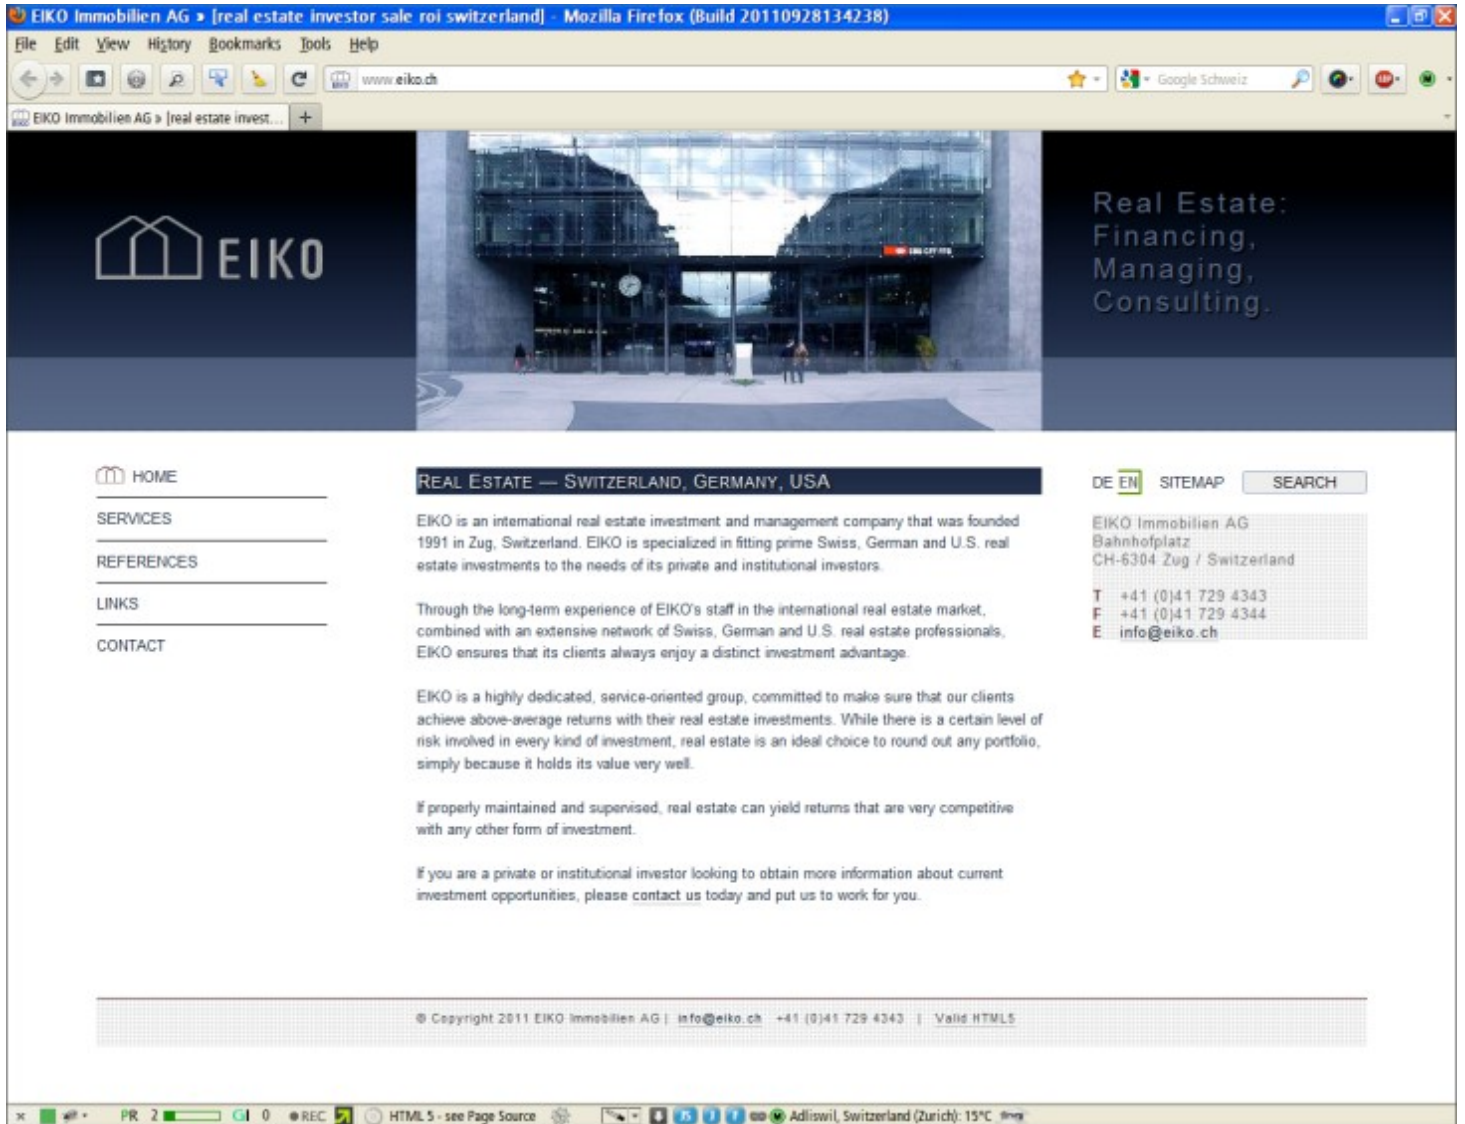 EIKO Immobilien AG » [real estate investor sale roi switzerland] - Mozilla Firefox (Build 20110928134238)
File Edit View History Bookmarks Tools Help
www.eiko.ch
Google Schweiz
EIKO Immobilien AG » [real estate invest...
EIKO
Real Estate:
Financing,
Managing,
Consulting.
HOME
SERVICES
REFERENCES
LINKS
CONTACT
REAL ESTATE — SWITZERLAND, GERMANY, USA
EIKO is an international real estate investment and management company that was founded
1991 in Zug, Switzerland. EIKO is specialized in fitting prime Swiss, German and U.S. real
estate investments to the needs of its private and institutional investors.
Through the long-term experience of EIKO's staff in the international real estate market,
combined with an extensive network of Swiss, German and U.S. real estate professionals,
EIKO ensures that its clients always enjoy a distinct investment advantage.
EIKO is a highly dedicated, service-oriented group, committed to make sure that our clients
achieve above-average returns with their real estate investments. While there is a certain level of
risk involved in every kind of investment, real estate is an ideal choice to round out any portfolio,
simply because it holds its value very well.
If properly maintained and supervised, real estate can yield returns that are very competitive
with any other form of investment.
If you are a private or institutional investor looking to obtain more information about current
investment opportunities, please contact us today and put us to work for you.
DE EN SITEMAP SEARCH
EIKO Immobilien AG
Bahnhofplatz
CH-6304 Zug / Switzerland
T +41 (0)41 729 4343
F +41 (0)41 729 4344
E info@eiko.ch
© Copyright 2011 EIKO Immobilien AG | info@eiko.ch +41 (0)41 729 4343 | Valid HTML5
PR 2 GI 0 REC HTML 5 - see Page Source JS Adliswil, Switzerland (Zurich): 15°C